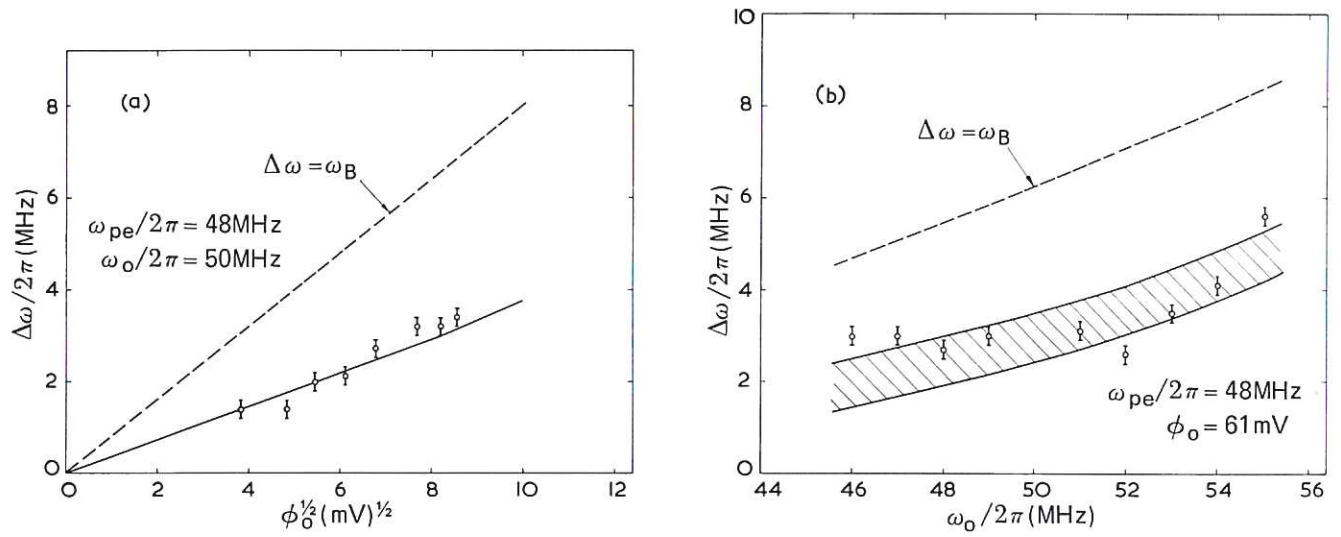 (a)
8
6
4
2
0
Δω/2π (MHz)
Δω = ω_B
ω_pe/2π = 48MHz
ω_o/2π = 50MHz
0 2 4 6 8 10 12
ϕ_o^½ (mV)^½
(b)
10
8
6
4
2
0
Δω/2π (MHz)
Δω = ω_B
ω_pe/2π = 48MHz
ϕ_o = 61mV
44 46 48 50 52 54 56
ω_o/2π (MHz)